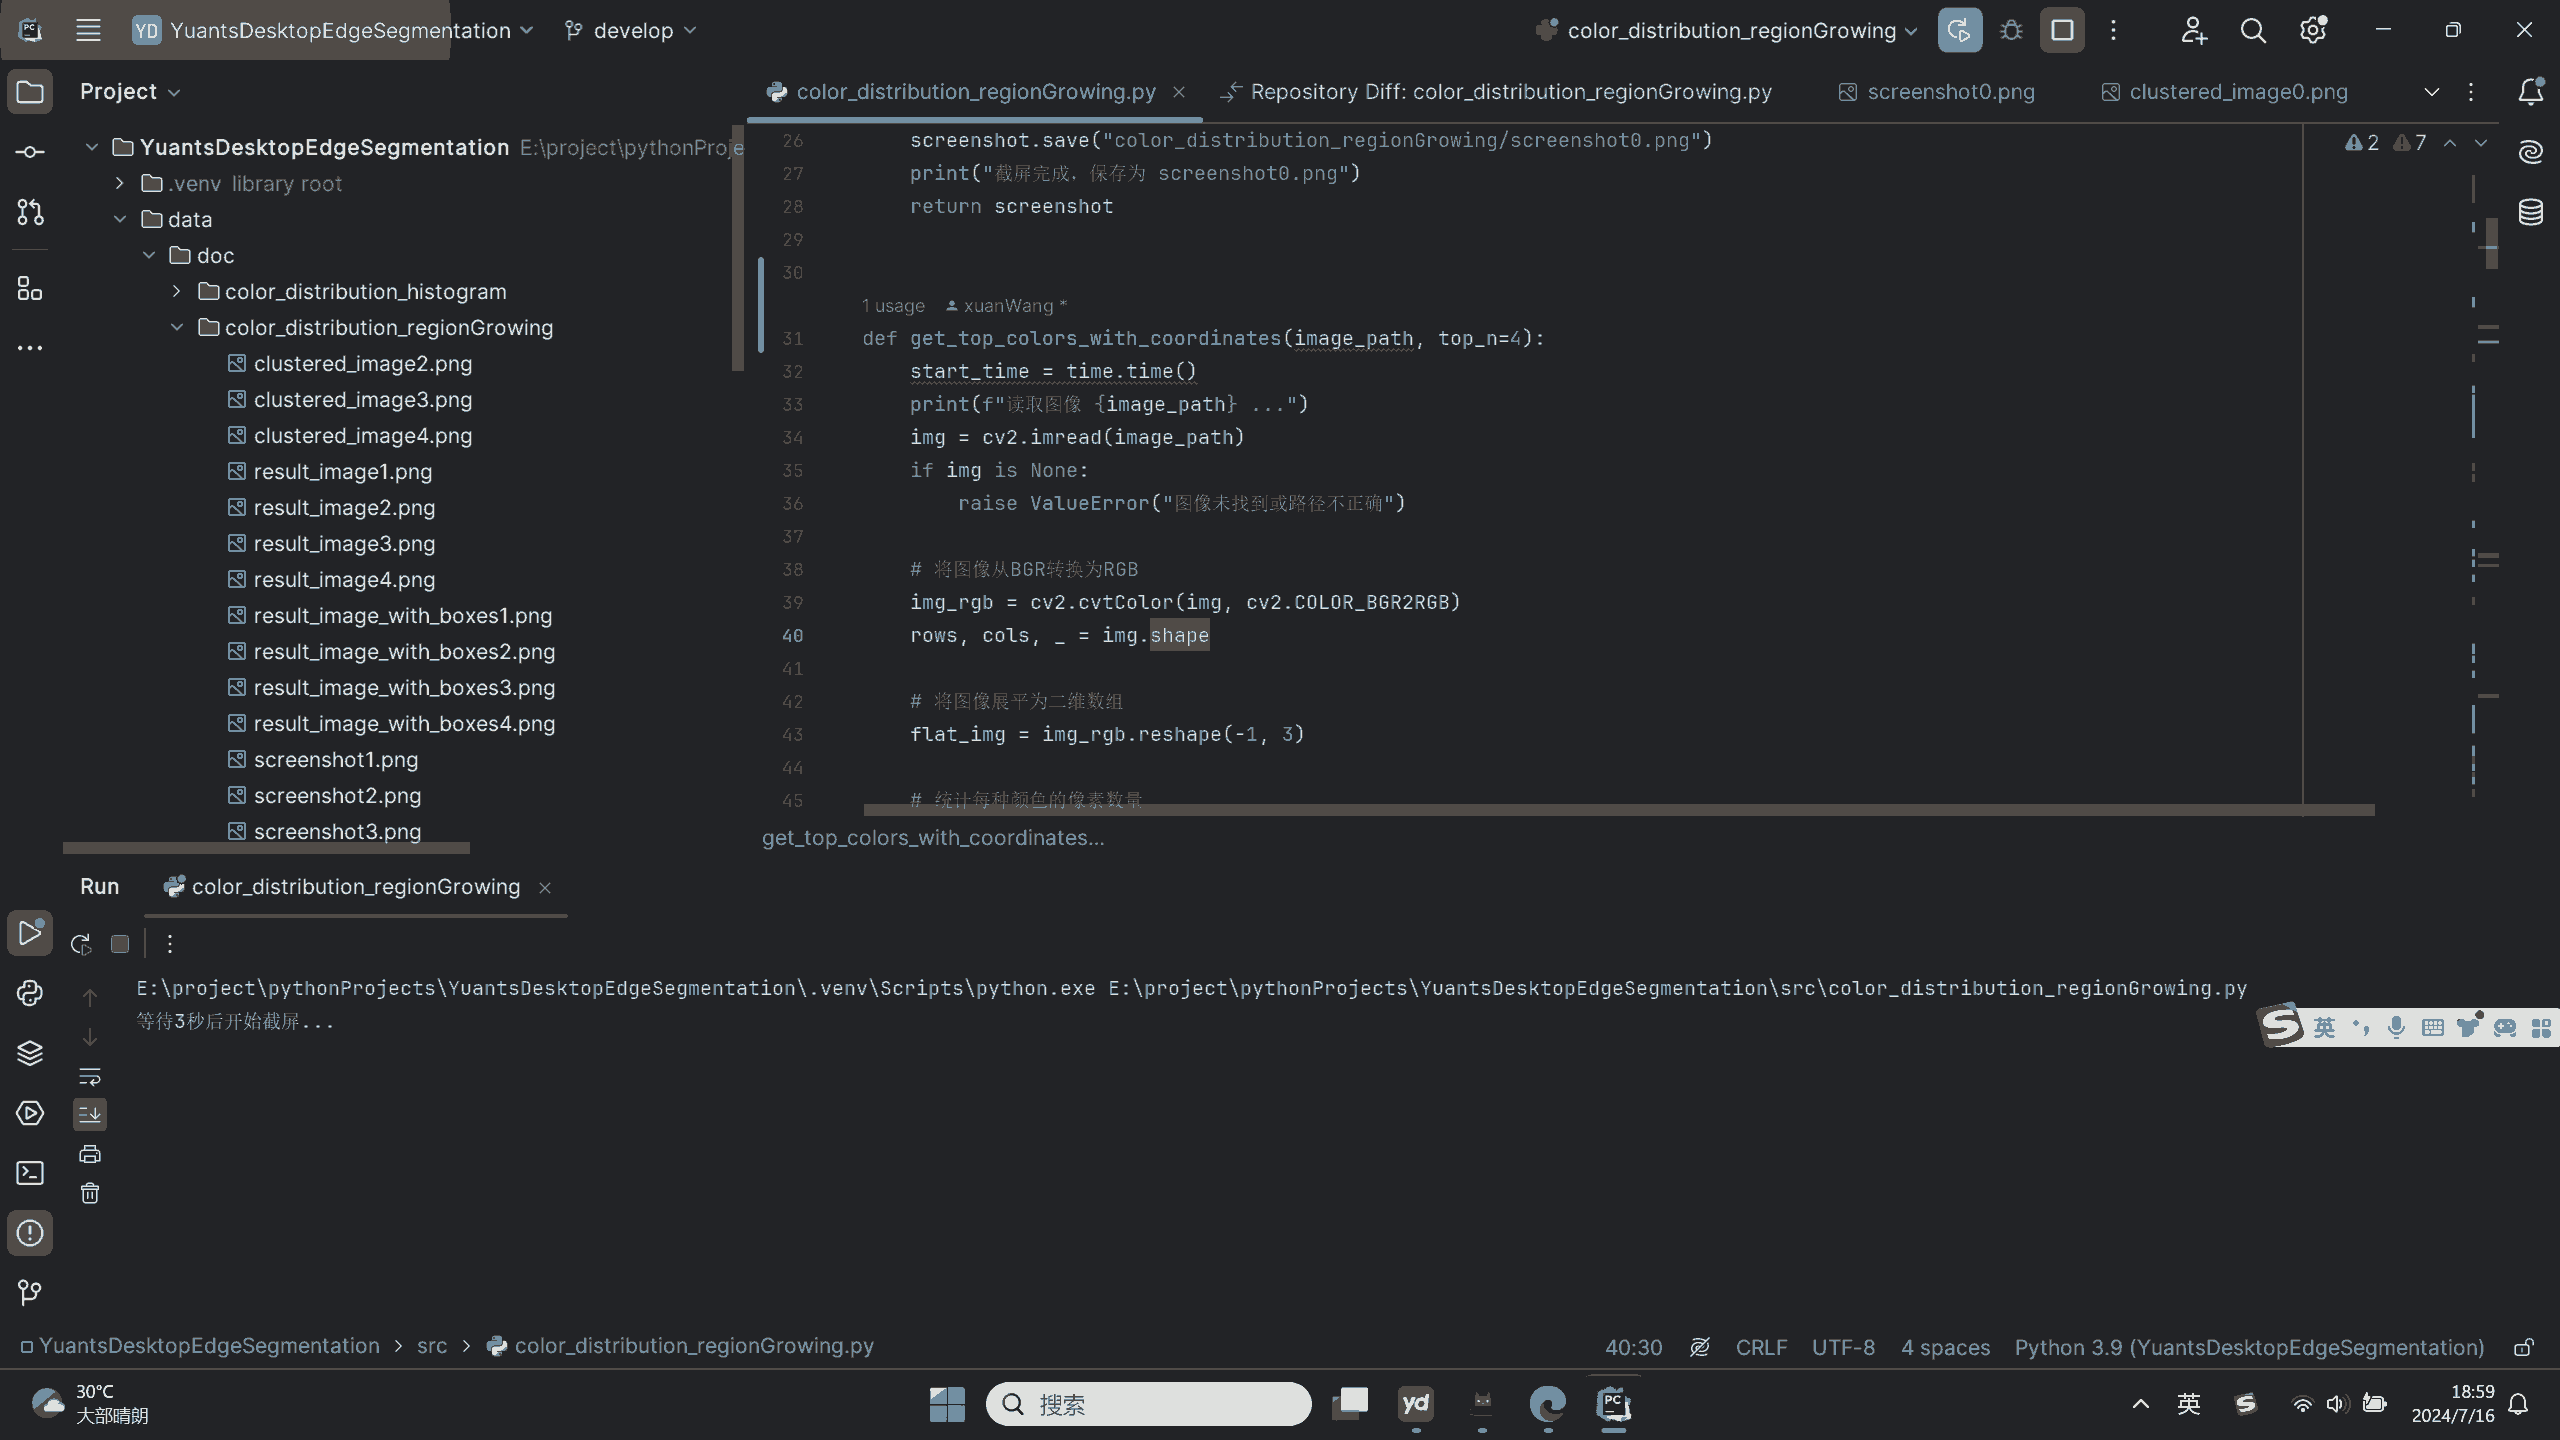 YD YuantsDesktopEdgeSegmentation develop color_distribution_regionGrowing
Project
color_distribution_regionGrowing.py Repository Diff: color_distribution_regionGrowing.py screenshot0.png clustered_image0.png
YuantsDesktopEdgeSegmentation E:\project\pythonProje
.venv library root
data
doc
color_distribution_histogram
color_distribution_regionGrowing
clustered_image2.png
clustered_image3.png
clustered_image4.png
result_image1.png
result_image2.png
result_image3.png
result_image4.png
result_image_with_boxes1.png
result_image_with_boxes2.png
result_image_with_boxes3.png
result_image_with_boxes4.png
screenshot1.png
screenshot2.png
screenshot3.png
2 7
26 screenshot.save("color_distribution_regionGrowing/screenshot0.png")
27 print("截屏完成，保存为 screenshot0.png")
28 return screenshot
29
30
1 usage xuanWang *
31 def get_top_colors_with_coordinates(image_path, top_n=4):
32 start_time = time.time()
33 print(f"读取图像 {image_path} ...")
34 img = cv2.imread(image_path)
35 if img is None:
36 raise ValueError("图像未找到或路径不正确")
37
38 # 将图像从BGR转换为RGB
39 img_rgb = cv2.cvtColor(img, cv2.COLOR_BGR2RGB)
40 rows, cols, _ = img.shape
41
42 # 将图像展平为二维数组
43 flat_img = img_rgb.reshape(-1, 3)
44
45 # 统计每种颜色的像素数量
get_top_colors_with_coordinates...
Run color_distribution_regionGrowing
E:\project\pythonProjects\YuantsDesktopEdgeSegmentation\.venv\Scripts\python.exe E:\project\pythonProjects\YuantsDesktopEdgeSegmentation\src\color_distribution_regionGrowing.py
等待3秒后开始截屏...
S 英
YuantsDesktopEdgeSegmentation > src > color_distribution_regionGrowing.py 40:30 CRLF UTF-8 4 spaces Python 3.9 (YuantsDesktopEdgeSegmentation)
30°C
大部晴朗
搜索
yd
PC
英
S
18:59
2024/7/16